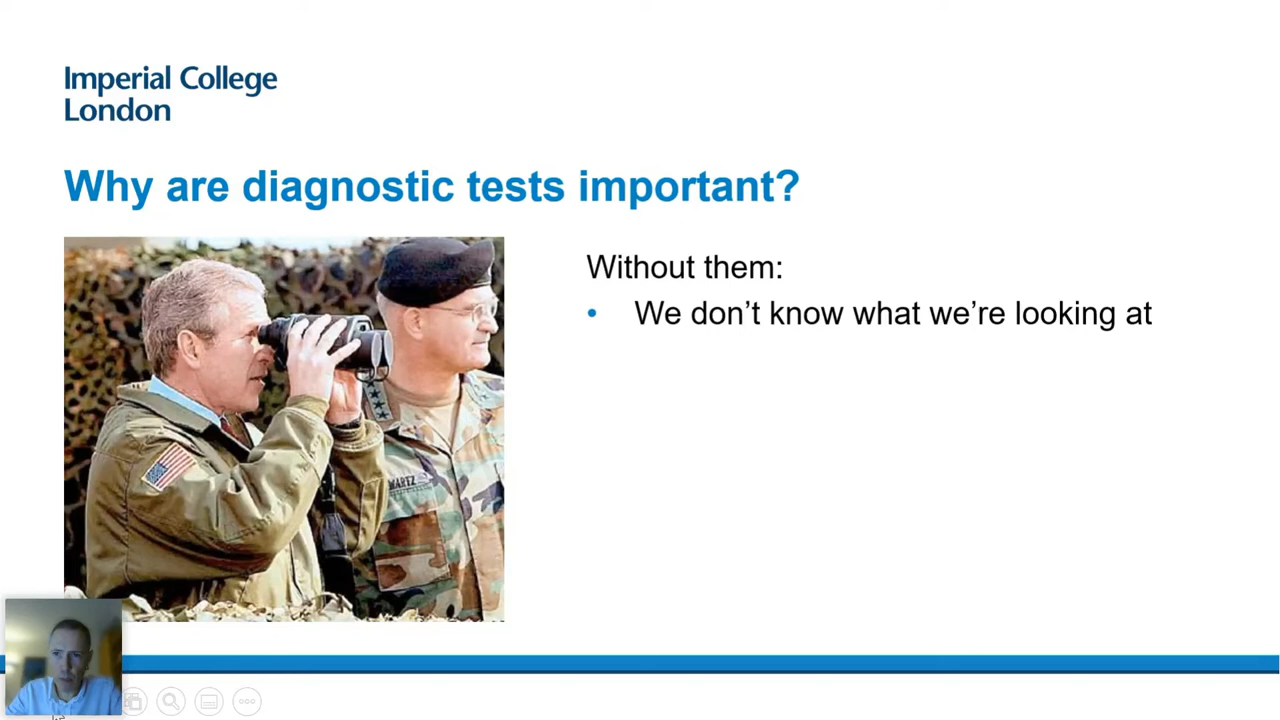 Imperial College
London
Why are diagnostic tests important?
Without them:
• We don’t know what we’re looking at